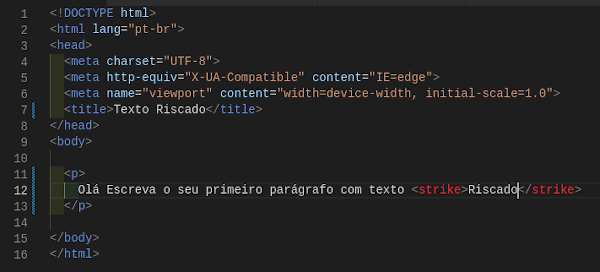 1 <!DOCTYPE html>
2 <html lang="pt-br">
3 <head>
4 <meta charset="UTF-8">
5 <meta http-equiv="X-UA-Compatible" content="IE=edge">
6 <meta name="viewport" content="width=device-width, initial-scale=1.0">
7 <title>Texto Riscado</title>
8 </head>
9 <body>
10
11 <p>
12 Olá Escreva o seu primeiro parágrafo com texto <strike>Riscado</strike>
13 </p>
14
15 </body>
16 </html>